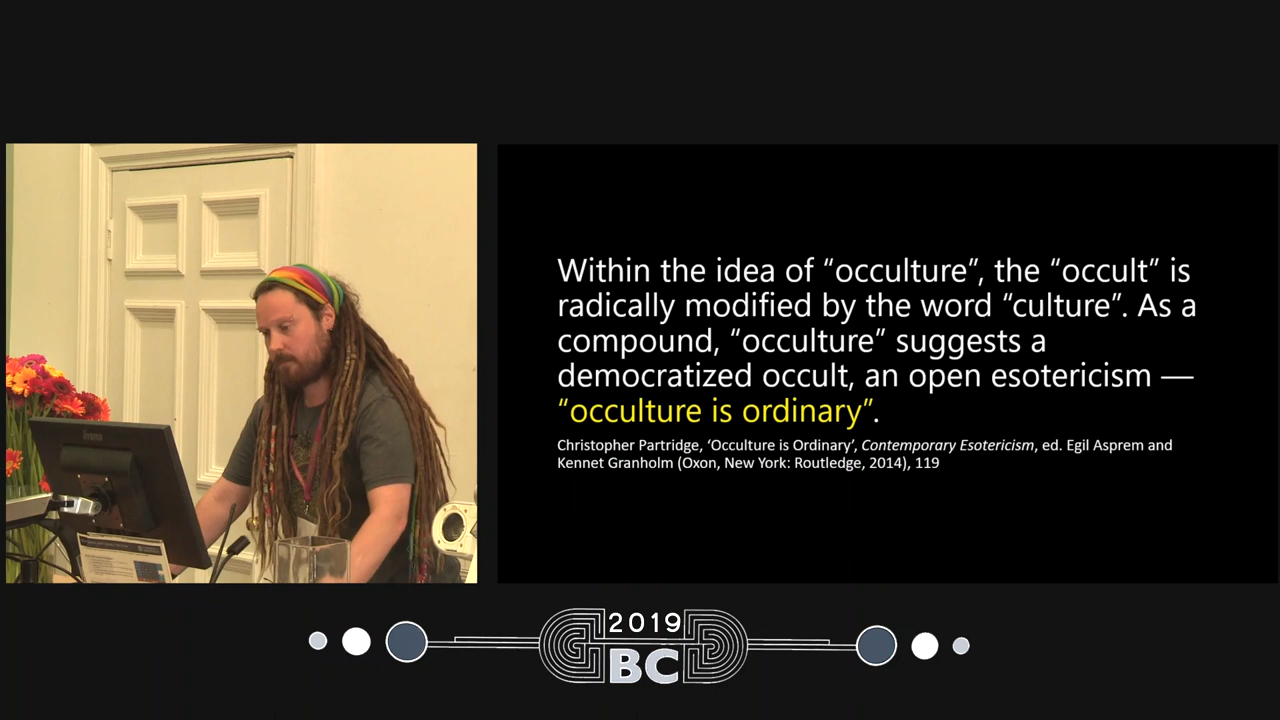 Within the idea of “occulture”, the “occult” is
radically modified by the word “culture”. As a
compound, “occulture” suggests a
democratized occult, an open esotericism —
“occulture is ordinary”.
Christopher Partridge, ‘Occulture is Ordinary’, Contemporary Esotericism, ed. Egil Asprem and
Kennet Granholm (Oxon, New York: Routledge, 2014), 119
2019
BC